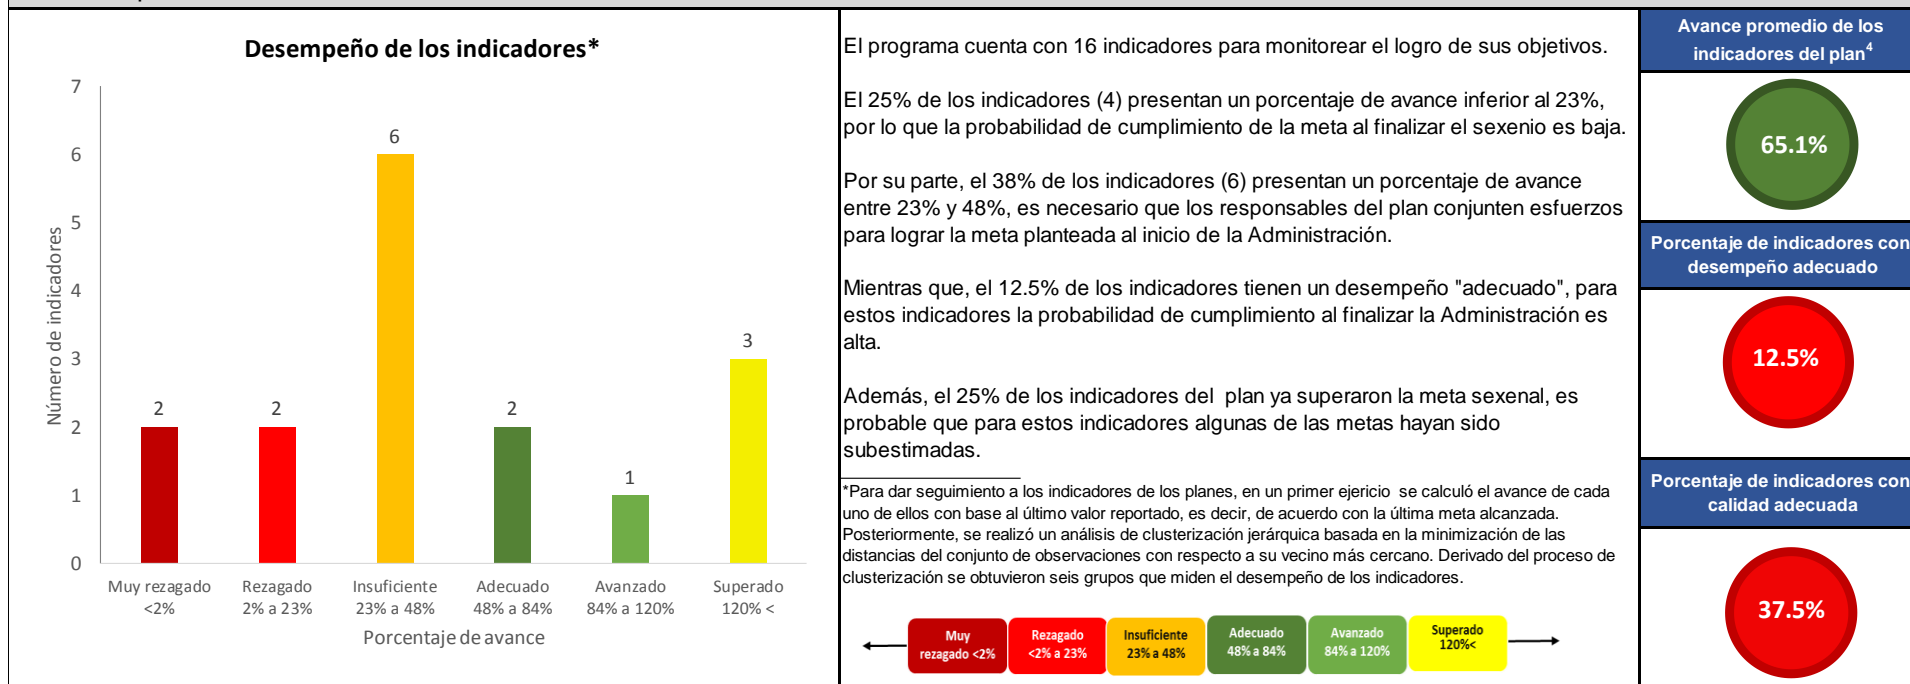 Desempeño de los indicadores*
7
6
5
4
3
2
1
0
Número de indicadores
2
2
6
2
1
3
Muy rezagado
<2%
Rezagado
2% a 23%
Insuficiente
23% a 48%
Adecuado
48% a 84%
Avanzado
84% a 120%
Superado
120% <
Porcentaje de avance
El programa cuenta con 16 indicadores para monitorear el logro de sus objetivos.
El 25% de los indicadores (4) presentan un porcentaje de avance inferior al 23%,
por lo que la probabilidad de cumplimiento de la meta al finalizar el sexenio es baja.
Por su parte, el 38% de los indicadores (6) presentan un porcentaje de avance
entre 23% y 48%, es necesario que los responsables del plan conjunten esfuerzos
para lograr la meta planteada al inicio de la Administración.
Mientras que, el 12.5% de los indicadores tienen un desempeño "adecuado", para
estos indicadores la probabilidad de cumplimiento al finalizar la Administración es
alta.
Además, el 25% de los indicadores del  plan ya superaron la meta sexenal, es
probable que para estos indicadores algunas de las metas hayan sido
subestimadas.
*Para dar seguimiento a los indicadores de los planes, en un primer ejericio  se calculó el avance de cada
uno de ellos con base al último valor reportado, es decir, de acuerdo con la última meta alcanzada.
Posteriormente, se realizó un análisis de clusterización jerárquica basada en la minimización de las
distancias del conjunto de observaciones con respecto a su vecino más cercano. Derivado del proceso de
clusterización se obtuvieron seis grupos que miden el desempeño de los indicadores.
Muy
rezagado <2%
Rezagado
<2% a 23%
Insuficiente
23% a 48%
Adecuado
48% a 84%
Avanzado
84% a 120%
Superado
120%<
Avance promedio de los
indicadores del plan4
65.1%
Porcentaje de indicadores con
desempeño adecuado
12.5%
Porcentaje de indicadores con
calidad adecuada
37.5%